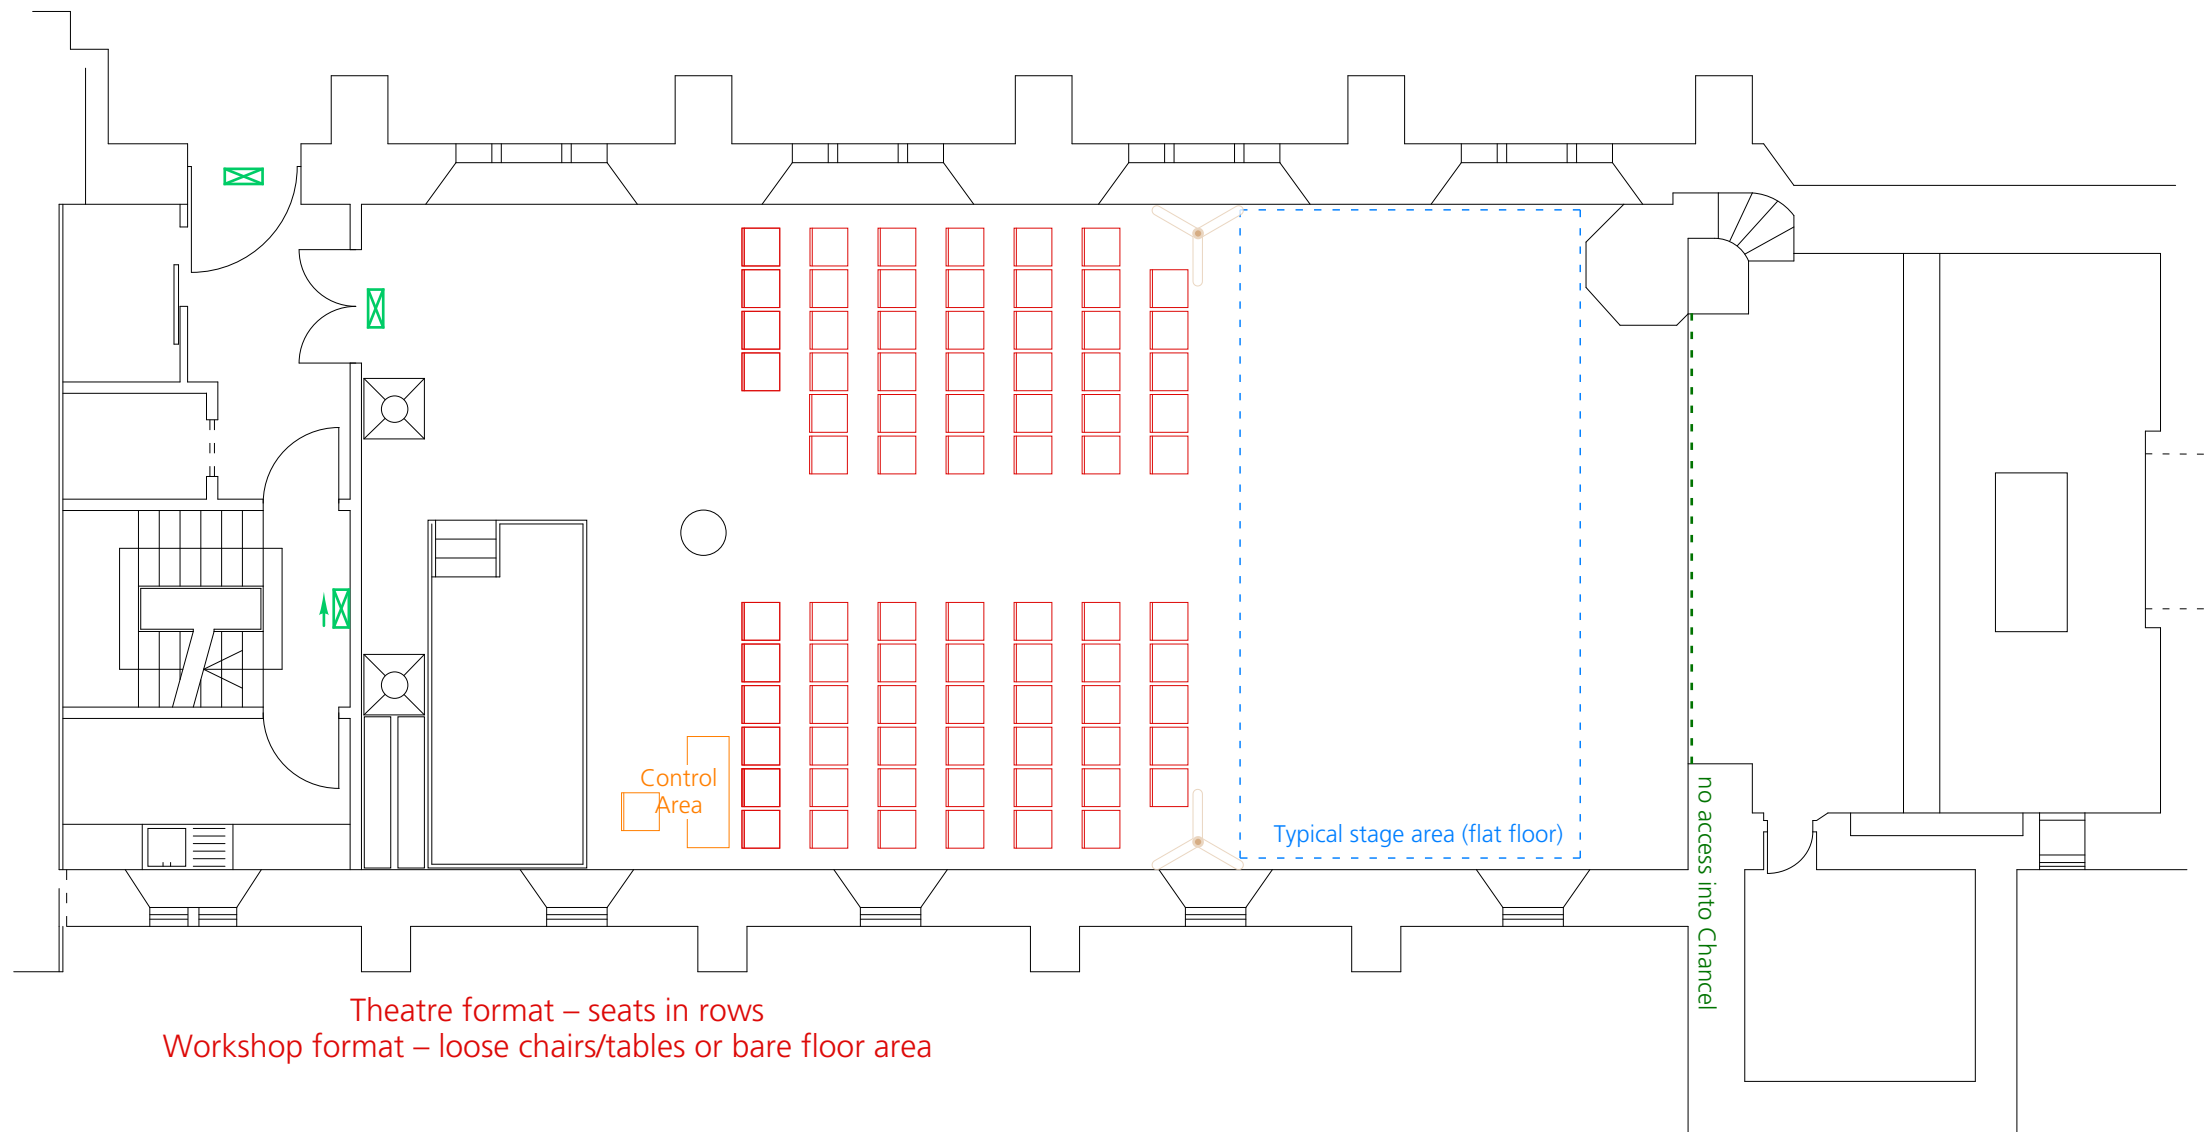 Control
Area
Typical stage area (flat floor)
no access into Chancel
Theatre format – seats in rows
Workshop format – loose chairs/tables or bare floor area